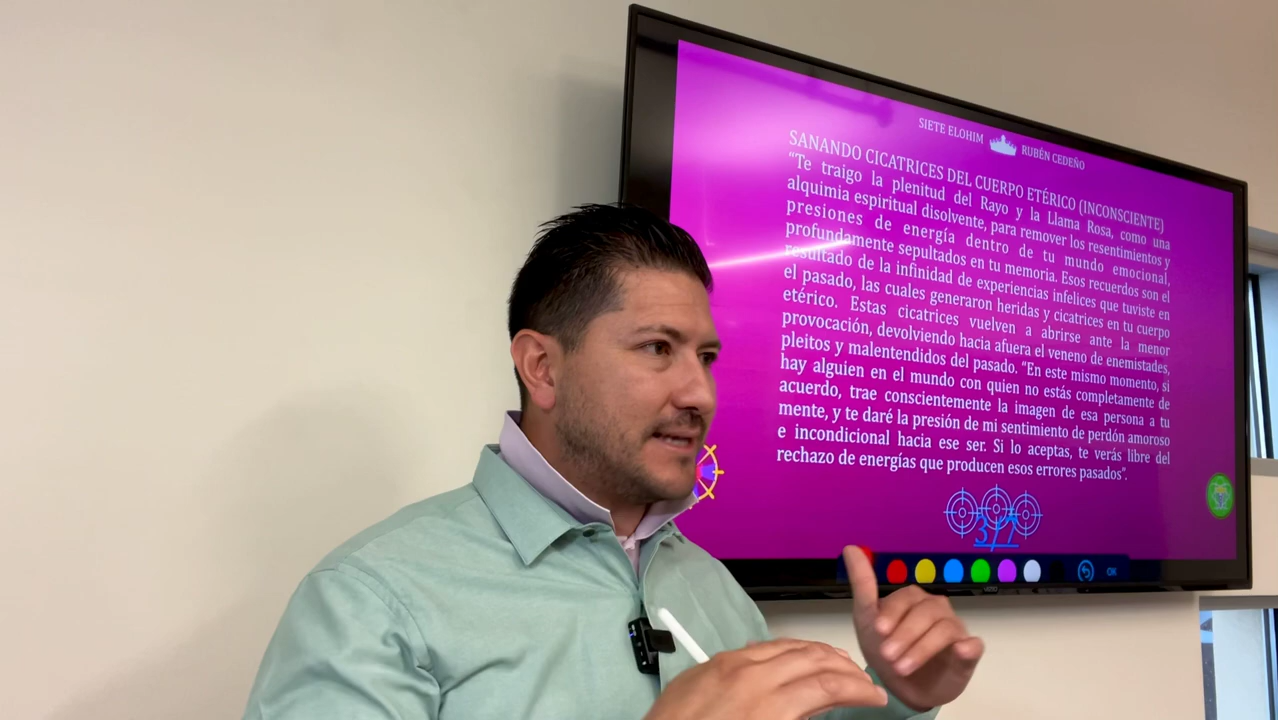 SIETE ELOHIM RUBÉN CEDEÑO
SANANDO CICATRICES DEL CUERPO ETÉRICO (INCONSCIENTE)
“Te traigo la plenitud del Rayo y la Llama Rosa, como una
alquimia espiritual disolvente, para remover los resentimientos y
presiones de energía dentro de tu mundo emocional,
profundamente sepultados en tu memoria. Esos recuerdos son el
resultado de la infinidad de experiencias infelices que tuviste en
el pasado, las cuales generaron heridas y cicatrices en tu cuerpo
etérico. Estas cicatrices vuelven a abrirse ante la menor
provocación, devolviendo hacia afuera el veneno de enemistades,
pleitos y malentendidos del pasado. “En este mismo momento, si
hay alguien en el mundo con quien no estás completamente de
acuerdo, trae conscientemente la imagen de esa persona a tu
mente, y te daré la presión de mi sentimiento de perdón amoroso
e incondicional hacia ese ser. Si lo aceptas, te verás libre del
rechazo de energías que producen esos errores pasados”.
377
OK